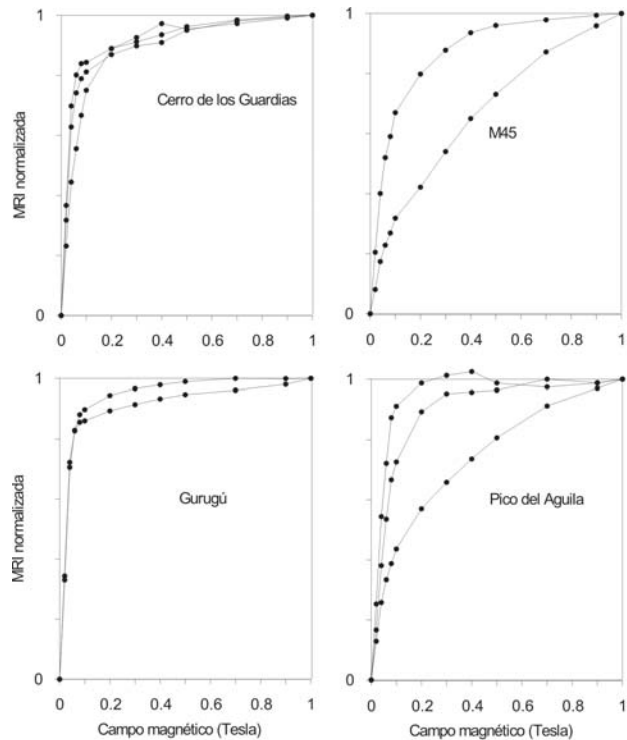 1
MRI normalizada
Cerro de los Guardias
0
0 0.2 0.4 0.6 0.8 1
1
M45
0
0 0.2 0.4 0.6 0.8 1
1
MRI normalizada
Gurugú
0
0 0.2 0.4 0.6 0.8 1
Campo magnético (Tesla)
1
Pico del Aguila
0
0 0.2 0.4 0.6 0.8 1
Campo magnético (Tesla)